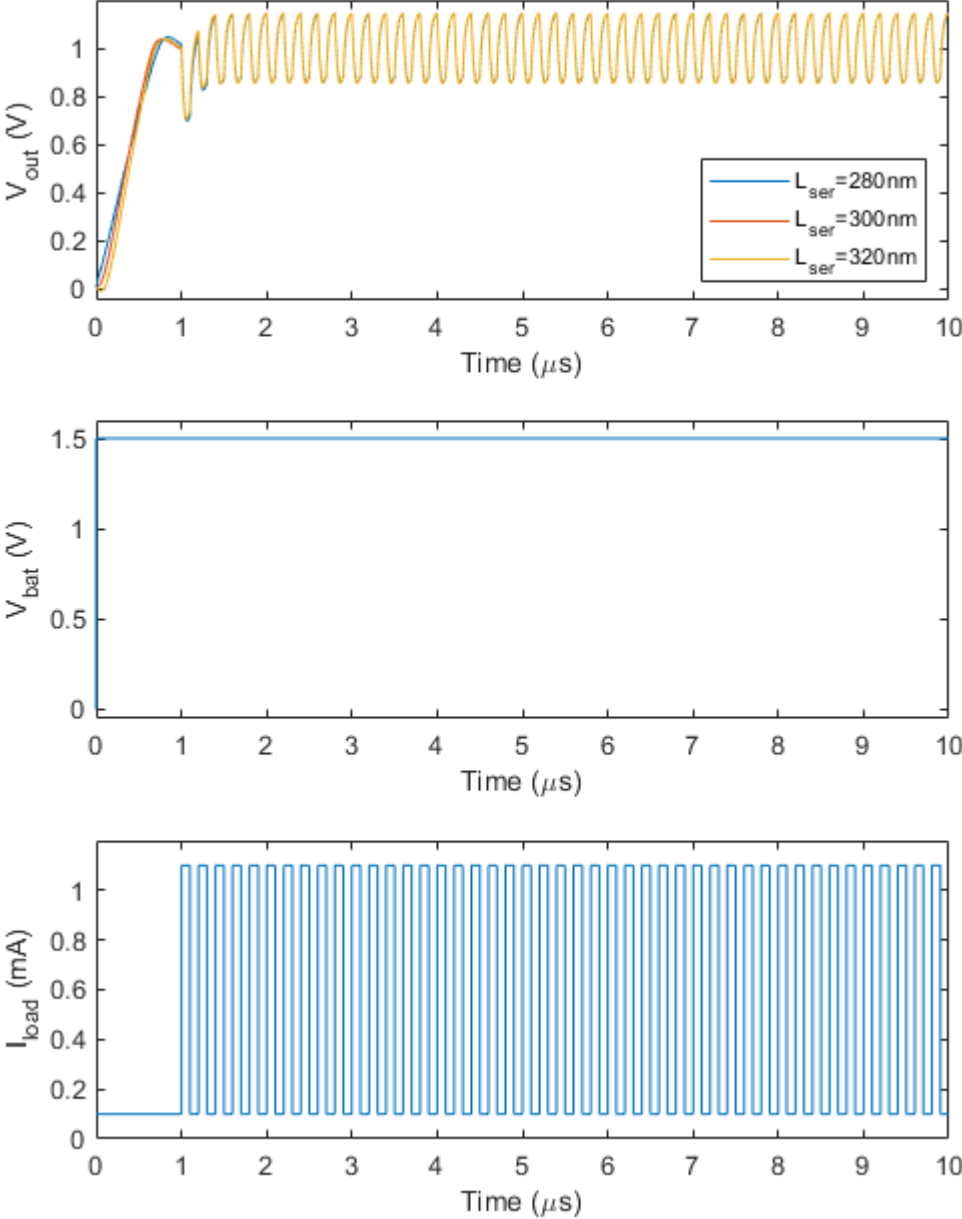 1
0.8
0.6
0.4
0.2
0
V_out (V)
L_ser=280nm
L_ser=300nm
L_ser=320nm
0 1 2 3 4 5 6 7 8 9 10
Time (μs)
1.5
1
0.5
0
V_bat (V)
0 1 2 3 4 5 6 7 8 9 10
Time (μs)
1
0.8
0.6
0.4
0.2
0
I_load (mA)
0 1 2 3 4 5 6 7 8 9 10
Time (μs)